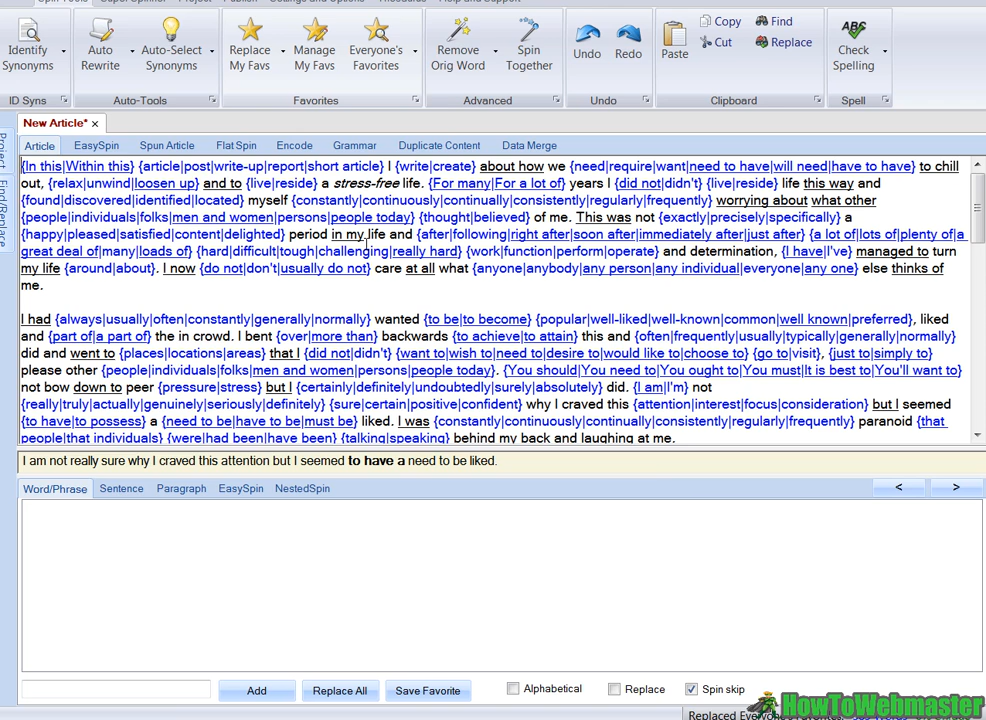 Spin Tools Super Spinner Project Publish Settings and Options Thesaurus Help and Support
Identify Synonyms
Auto Rewrite
Auto-Select Synonyms
Replace My Favs
Manage My Favs
Everyone's Favorites
Remove Orig Word
Spin Together
Undo
Redo
Paste
Copy
Cut
Find
Replace
ABC
Check Spelling
ID Syns Auto-Tools Favorites Advanced Undo Clipboard Spell
New Article* x
Project
Find/Replace
Article EasySpin Spun Article Flat Spin Encode Grammar Duplicate Content Data Merge
{In this|Within this} {article|post|write-up|report|short article} I {write|create} about how we {need|require|want|need to have|will need|have to have} to chill
out, {relax|unwind|loosen up} and to {live|reside} a stress-free life. {For many|For a lot of} years I {did not|didn't} {live|reside} life this way and
{found|discovered|identified|located} myself {constantly|continuously|continually|consistently|regularly|frequently} worrying about what other
{people|individuals|folks|men and women|persons|people today} {thought|believed} of me. This was not {exactly|precisely|specifically} a
{happy|pleased|satisfied|content|delighted} period in my life and {after|following|right after|soon after|immediately after|just after} {a lot of|lots of|plenty of|a
great deal of|many|loads of} {hard|difficult|tough|challenging|really hard} {work|function|perform|operate} and determination, {I have|I've} managed to turn
my life {around|about}. I now {do not|don't|usually do not} care at all what {anyone|anybody|any person|any individual|everyone|any one} else thinks of
me.
I had {always|usually|often|constantly|generally|normally} wanted {to be|to become} {popular|well-liked|well-known|common|well known|preferred}, liked
and {part of|a part of} the in crowd. I bent {over|more than} backwards {to achieve|to attain} this and {often|frequently|usually|typically|generally|normally}
did and went to {places|locations|areas} that I {did not|didn't} {want to|wish to|need to|desire to|would like to|choose to} {go to|visit}, {just to|simply to}
please other {people|individuals|folks|men and women|persons|people today}. {You should|You need to|You ought to|You must|It is best to|You'll want to}
not bow down to peer {pressure|stress} but I {certainly|definitely|undoubtedly|surely|absolutely} did. {I am|I'm} not
{really|truly|actually|genuinely|seriously|definitely} {sure|certain|positive|confident} why I craved this {attention|interest|focus|consideration} but I seemed
{to have|to possess} a {need to be|have to be|must be} liked. I was {constantly|continuously|continually|consistently|regularly|frequently} paranoid {that
people|that individuals} {were|had been|have been} {talking|speaking} behind my back and laughing at me.
I am not really sure why I craved this attention but I seemed to have a need to be liked.
Word/Phrase Sentence Paragraph EasySpin NestedSpin < >
Add Replace All Save Favorite Alphabetical Replace Spin skip
HowToWebmaster
Replaced Everyone's Favorites.